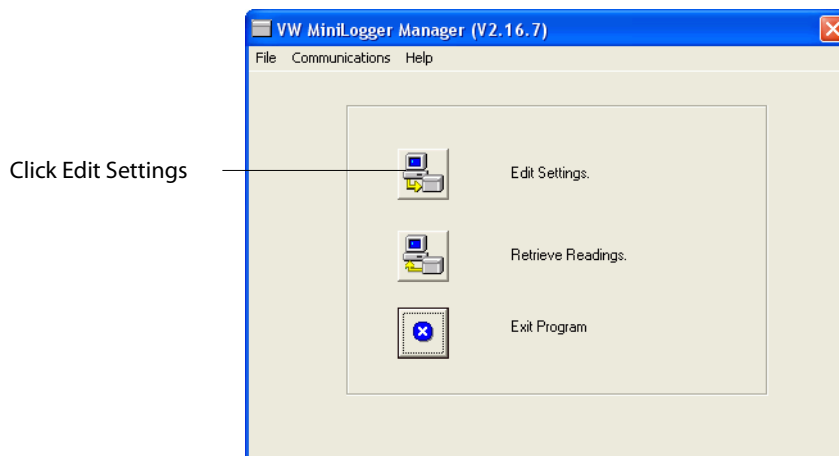 VW MiniLogger Manager (V2.16.7)
File Communications Help
Click Edit Settings
Edit Settings.
Retrieve Readings.
Exit Program